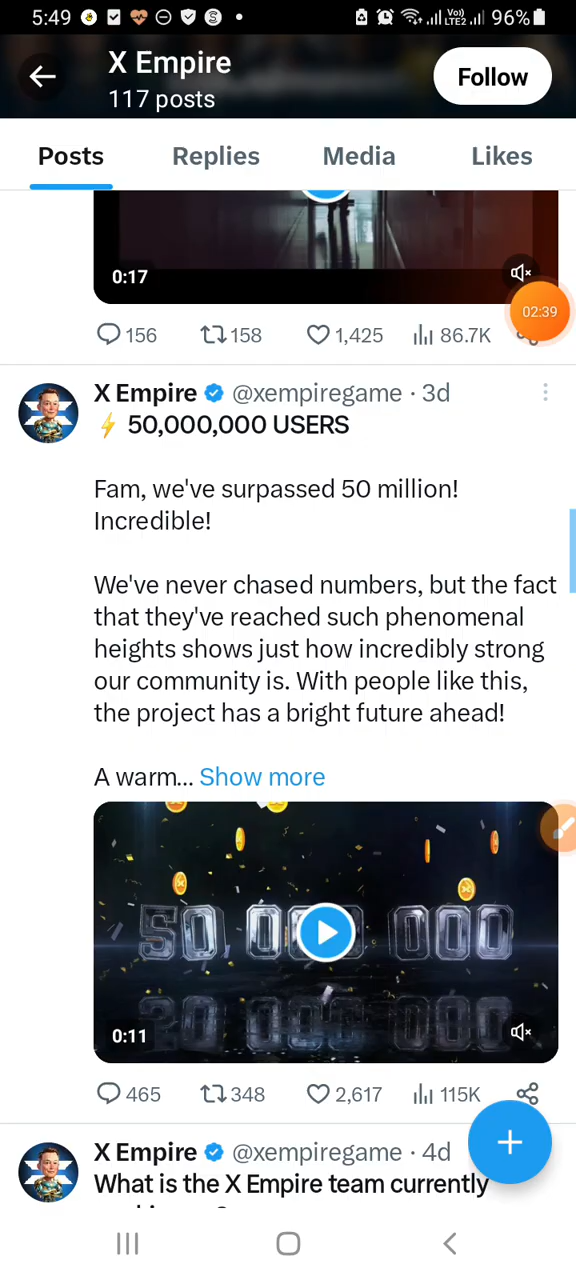 5:49
Vo))
LTE2
96%
X Empire
117 posts
Follow
Posts
Replies
Media
Likes
0:17
02:39
156
158
1,425
86.7K
X Empire @xempiregame · 3d
⚡ 50,000,000 USERS
Fam, we've surpassed 50 million!
Incredible!
We've never chased numbers, but the fact
that they've reached such phenomenal
heights shows just how incredibly strong
our community is. With people like this,
the project has a bright future ahead!
A warm... Show more
0:11
465
348
2,617
115K
X Empire @xempiregame · 4d
What is the X Empire team currently